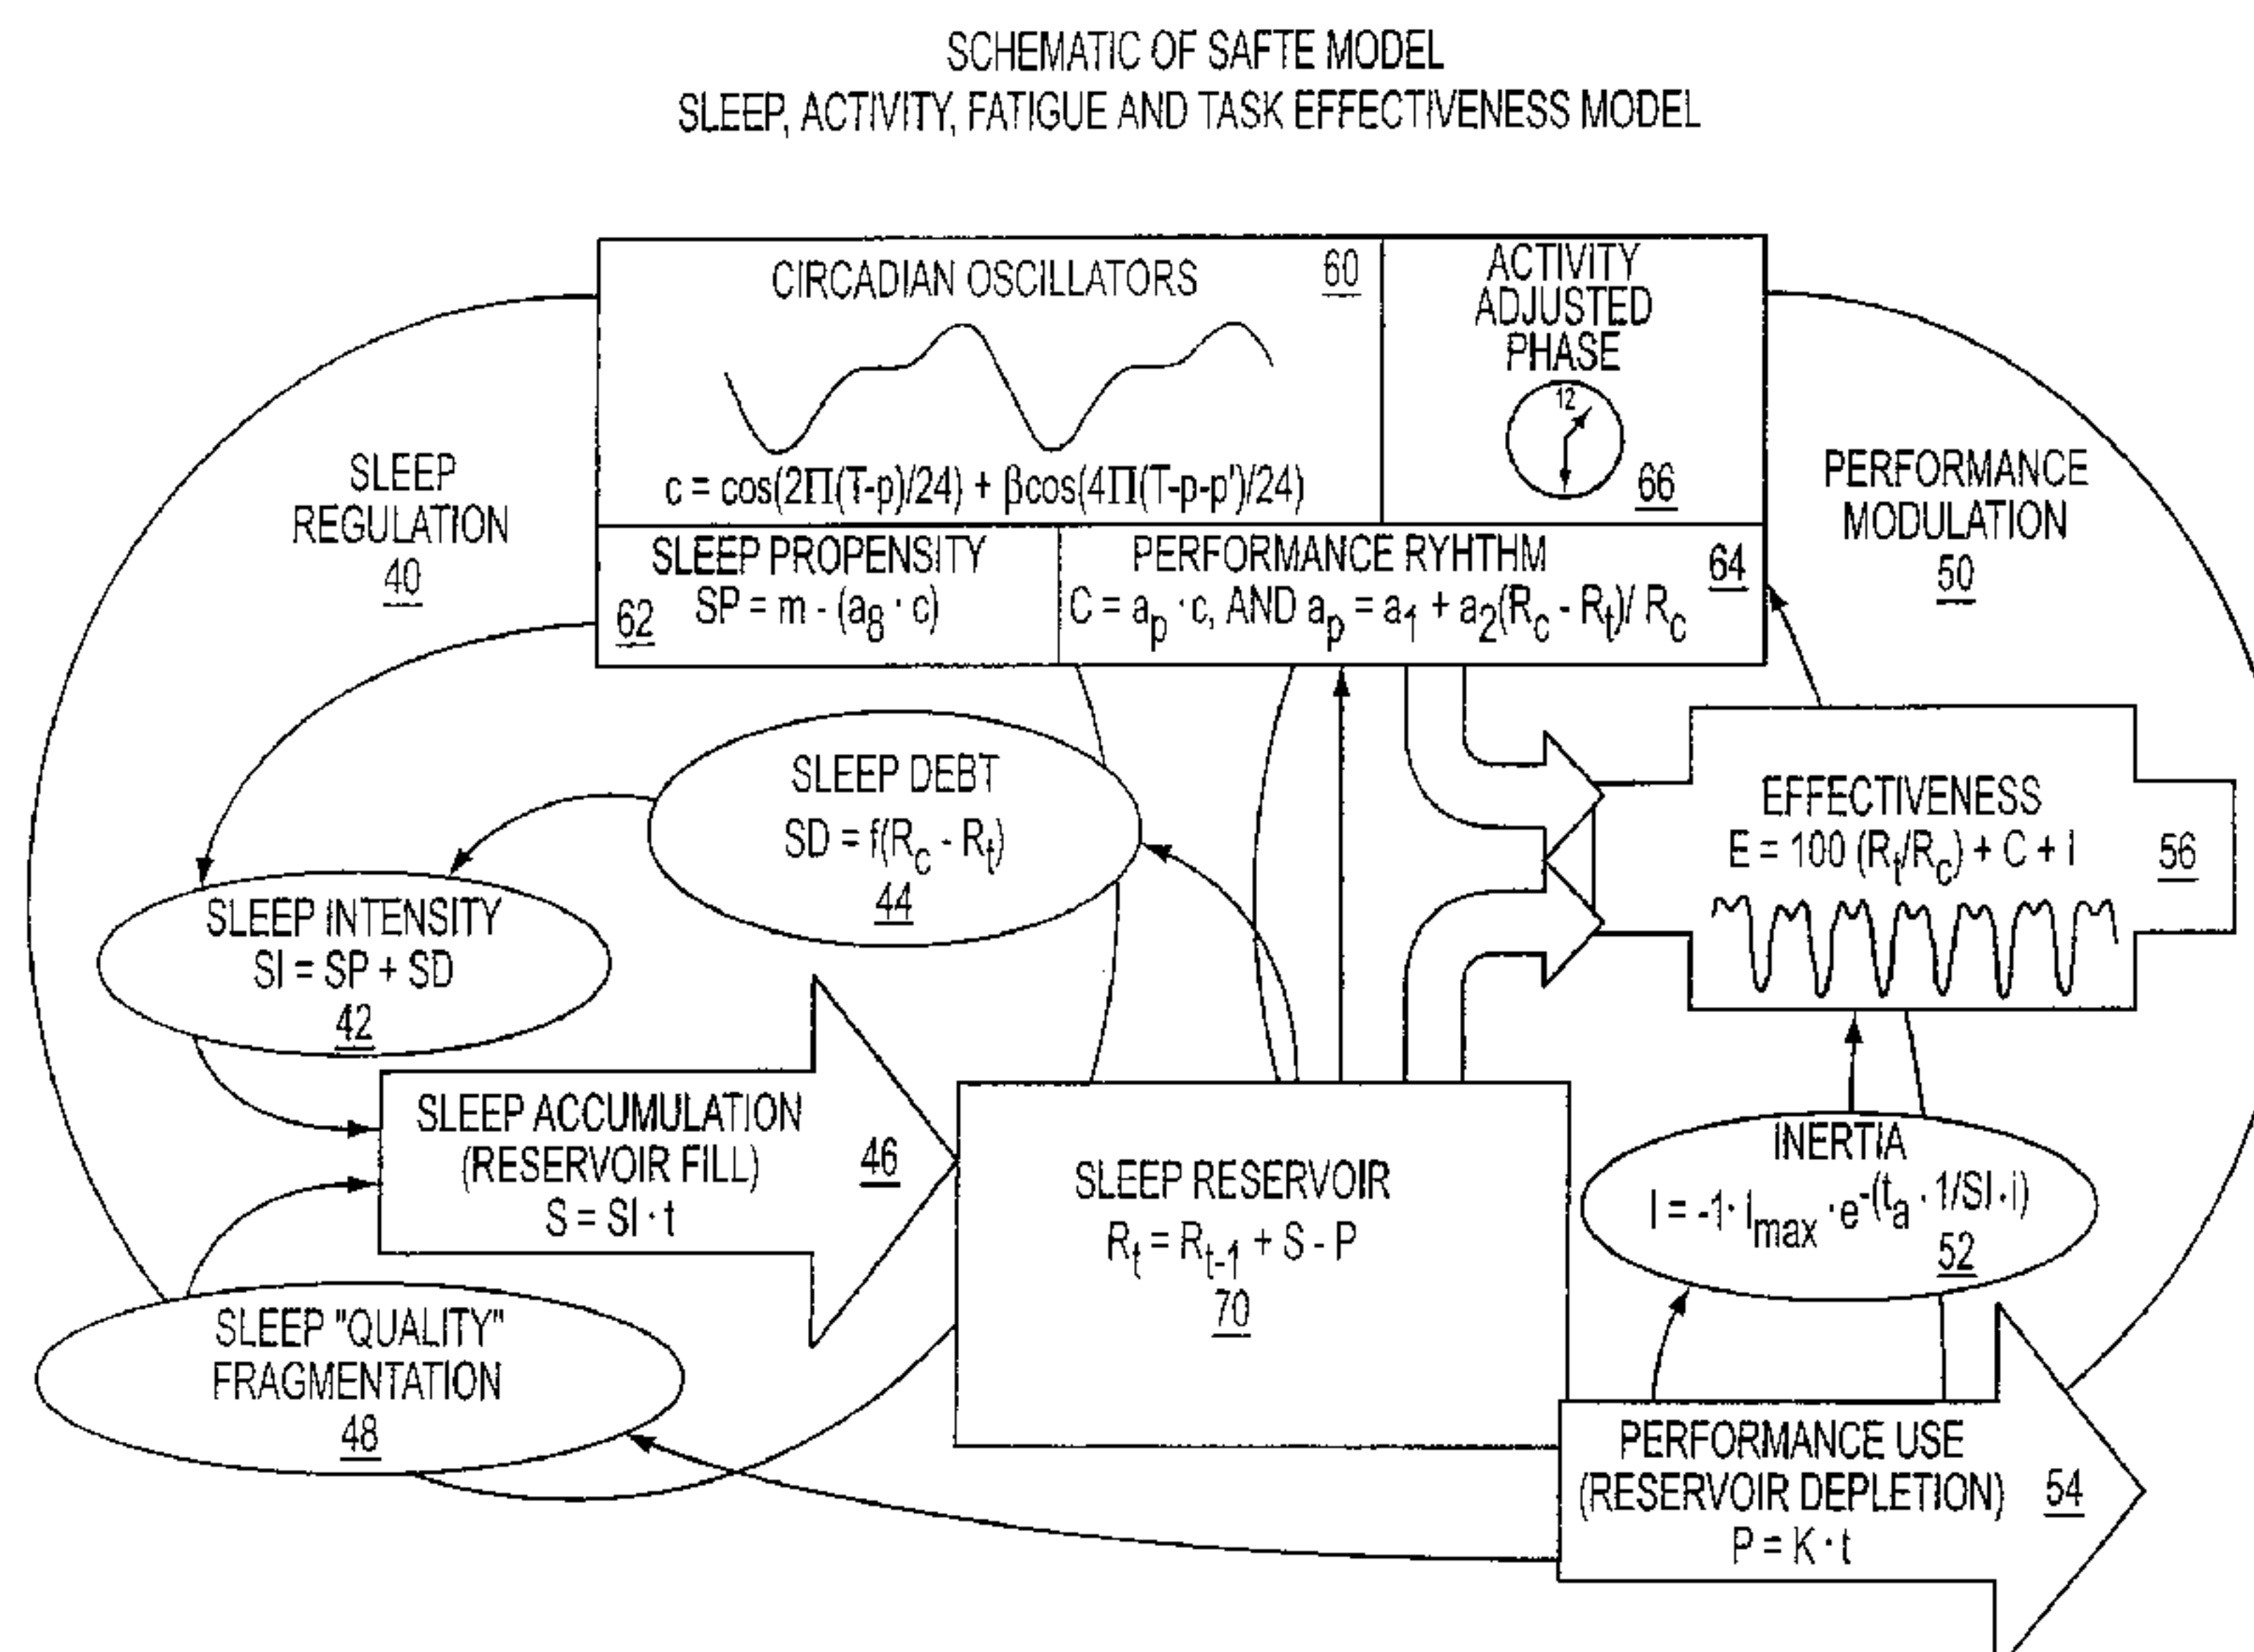 SCHEMATIC OF SAFTE MODEL
SLEEP, ACTIVITY, FATIGUE AND TASK EFFECTIVENESS MODEL
CIRCADIAN OSCILLATORS
60
c = cos(2Π(T-p)/24) + βcos(4Π(T-p-p')/24)
ACTIVITY
ADJUSTED
PHASE
12
66
SLEEP
REGULATION
40
PERFORMANCE
MODULATION
50
SLEEP PROPENSITY
SP = m - (a8 · c)
62
PERFORMANCE RYHTHM
64
C = ap · c, AND ap = a1 + a2(Rc - Rt)/ Rc
SLEEP DEBT
SD = f(Rc - Rt)
44
EFFECTIVENESS
E = 100 (Rt/Rc) + C + I
56
SLEEP INTENSITY
SI = SP + SD
42
SLEEP ACCUMULATION
(RESERVOIR FILL)
S = SI · t
46
SLEEP RESERVOIR
Rt = Rt-1 + S - P
70
INERTIA
I = -1 · Imax · e-(ta · 1/SI · i)
52
SLEEP "QUALITY"
FRAGMENTATION
48
PERFORMANCE USE
(RESERVOIR DEPLETION)
P = K · t
54